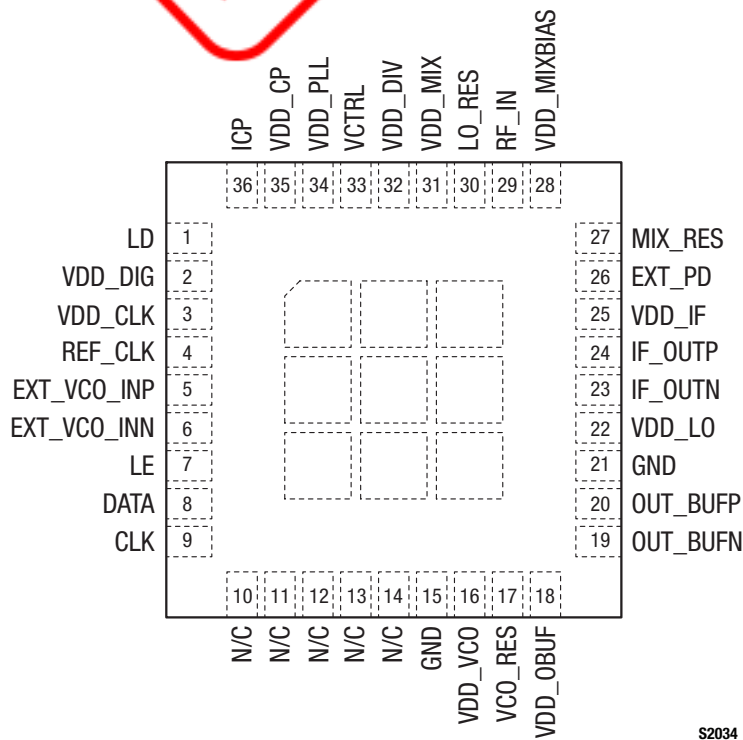 ICP
VDD_CP
VDD_PLL
VCTRL
VDD_DIV
VDD_MIX
LO_RES
RF_IN
VDD_MIXBIAS
36 35 34 33 32 31 30 29 28
LD 1
VDD_DIG 2
VDD_CLK 3
REF_CLK 4
EXT_VCO_INP 5
EXT_VCO_INN 6
LE 7
DATA 8
CLK 9
27 MIX_RES
26 EXT_PD
25 VDD_IF
24 IF_OUTP
23 IF_OUTN
22 VDD_LO
21 GND
20 OUT_BUFP
19 OUT_BUFN
10 11 12 13 14 15 16 17 18
N/C
N/C
N/C
N/C
N/C
GND
VDD_VCO
VCO_RES
VDD_OBUF
S2034